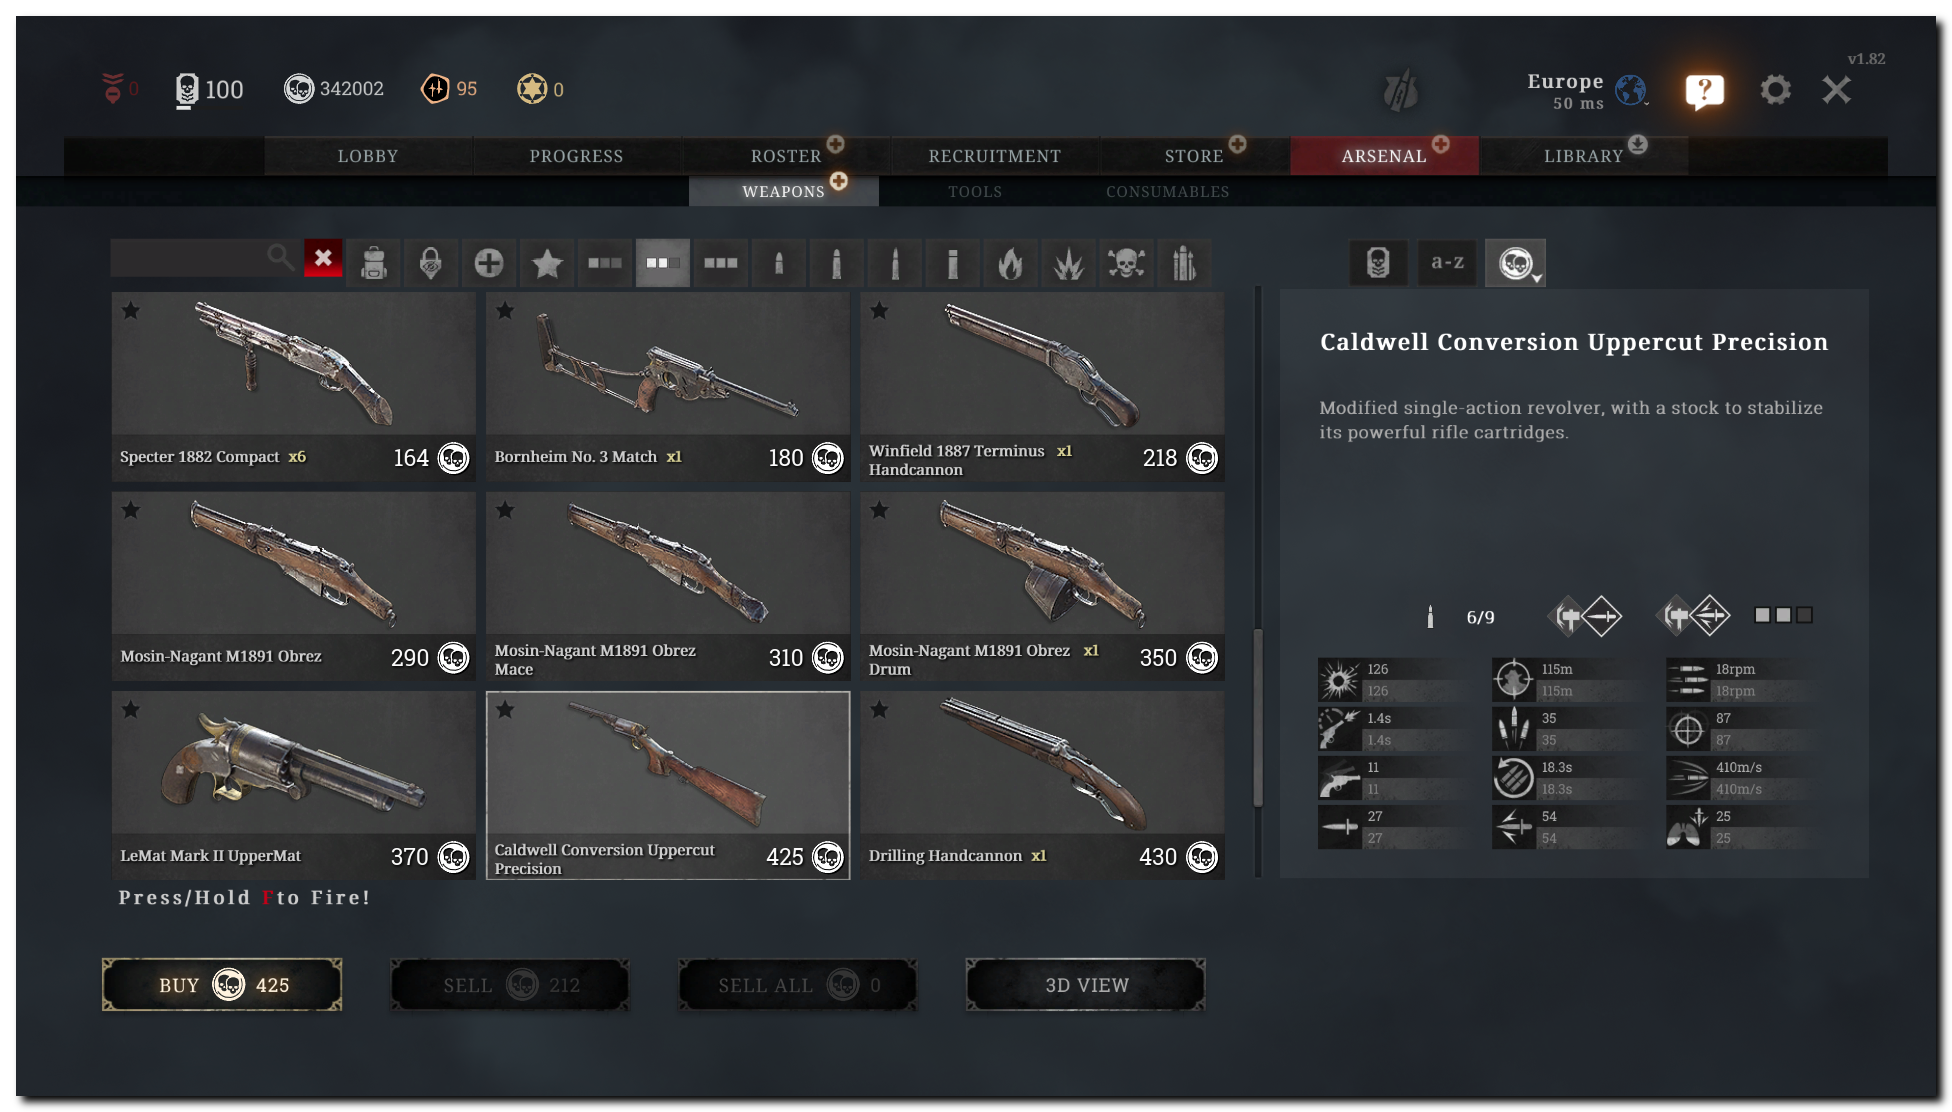 v1.82
0
100
342002
95
0
Europe
50 ms
?
LOBBY
PROGRESS
ROSTER
RECRUITMENT
STORE
ARSENAL
LIBRARY
WEAPONS
TOOLS
CONSUMABLES
a-z
Specter 1882 Compact x6
164
Bornheim No. 3 Match x1
180
Winfield 1887 Terminus x1
Handcannon
218
Mosin-Nagant M1891 Obrez
290
Mosin-Nagant M1891 Obrez
Mace
310
Mosin-Nagant M1891 Obrez x1
Drum
350
LeMat Mark II UpperMat
370
Caldwell Conversion Uppercut
Precision
425
Drilling Handcannon x1
430
Press/Hold F to Fire!
BUY 425
SELL 212
SELL ALL 0
3D VIEW
Caldwell Conversion Uppercut Precision
Modified single-action revolver, with a stock to stabilize
its powerful rifle cartridges.
6/9
126
126
115m
115m
18rpm
18rpm
1.4s
1.4s
35
35
87
87
11
11
18.3s
18.3s
410m/s
410m/s
27
27
54
54
25
25